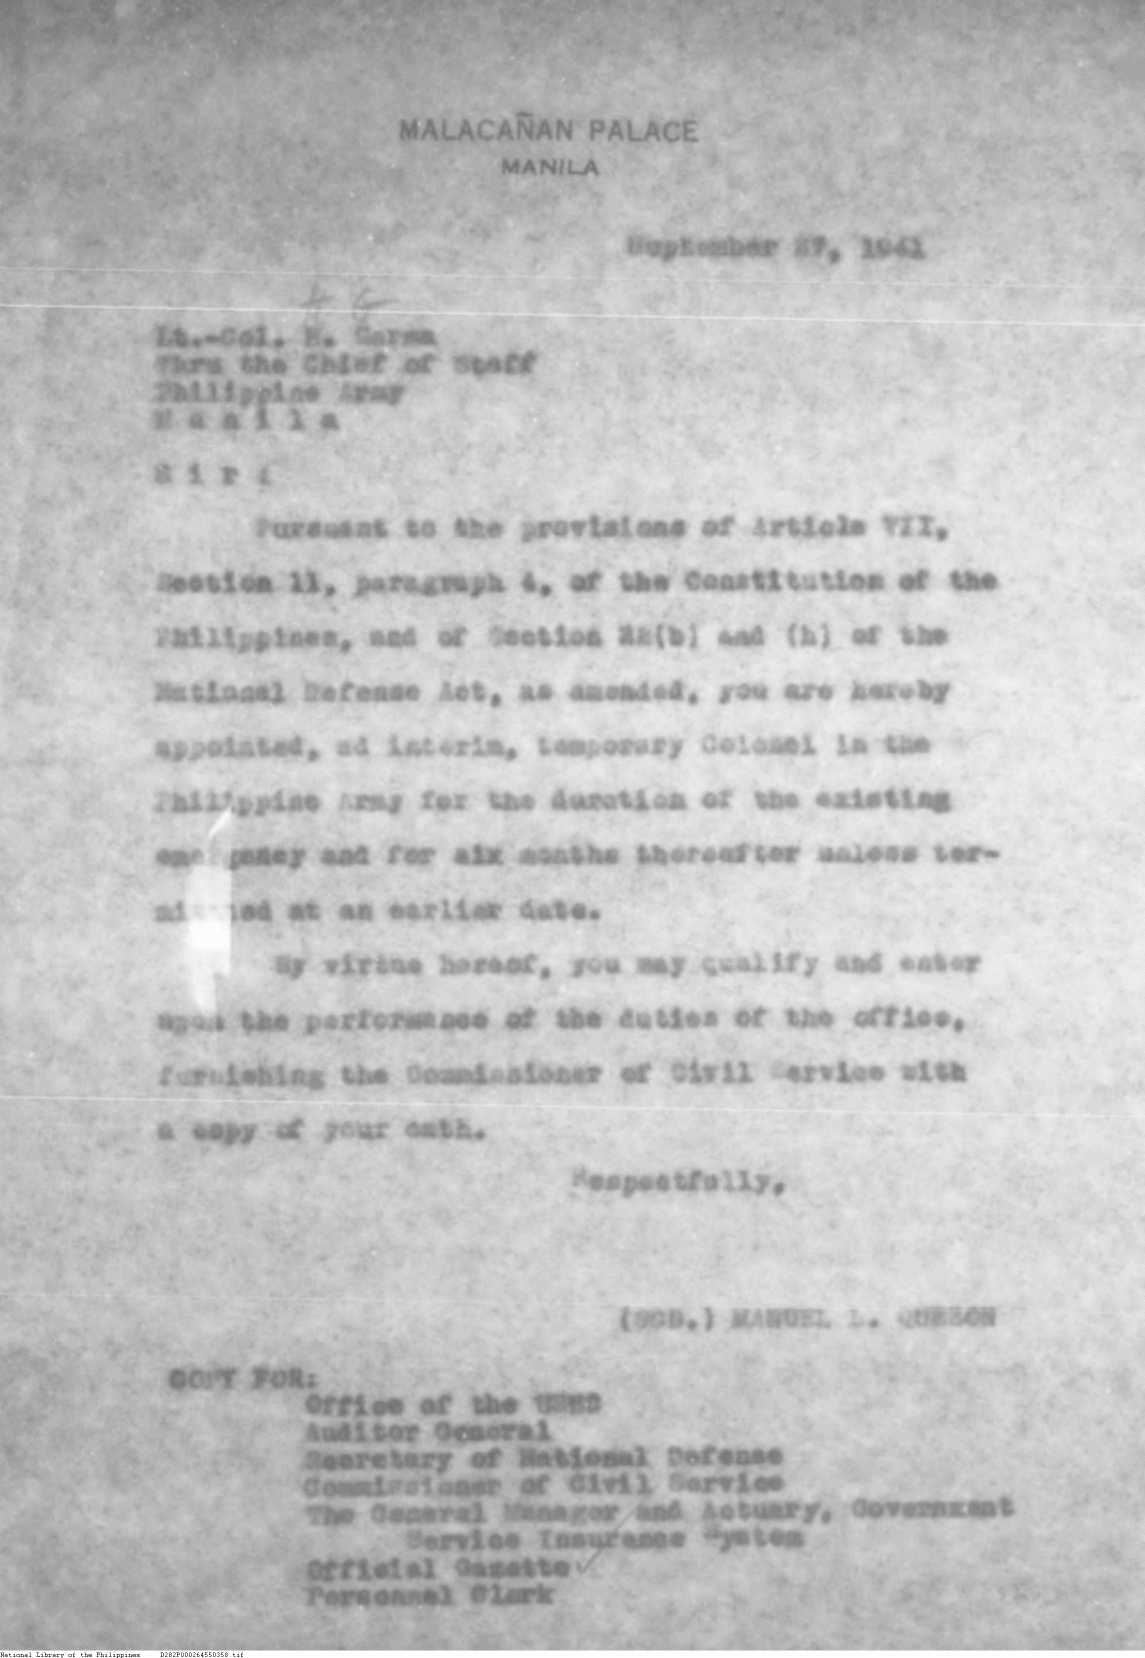 MALACAÑAN PALACE
MANILA
September 27, 1941
Lt.-Col. H. Garma
Thru the Chief of Staff
Philippine Army
M a n i l a
S i r :
Pursuant to the provisions of Article VII,
Section 11, paragraph 4, of the Constitution of the
Philippines, and of Section 22(b) and (h) of the
National Defense Act, as amended, you are hereby
appointed, ad interim, temporary Colonel in the
Philippine Army for the duration of the existing
emergency and for six months thereafter unless ter-
minated at an earlier date.
By virtue hereof, you may qualify and enter
upon the performance of the duties of the office,
furnishing the Commissioner of Civil Service with
a copy of your oath.
Respectfully,
(SGD.) MANUEL L. QUEZON
COPY FOR:
Office of the
Auditor General
Secretary of National Defense
Commissioner of Civil Service
The General Manager and Actuary, Government
Service Insurance System
Official Gazette
Personnel Clerk
National Library of the Philippines D282P000264550358.tif